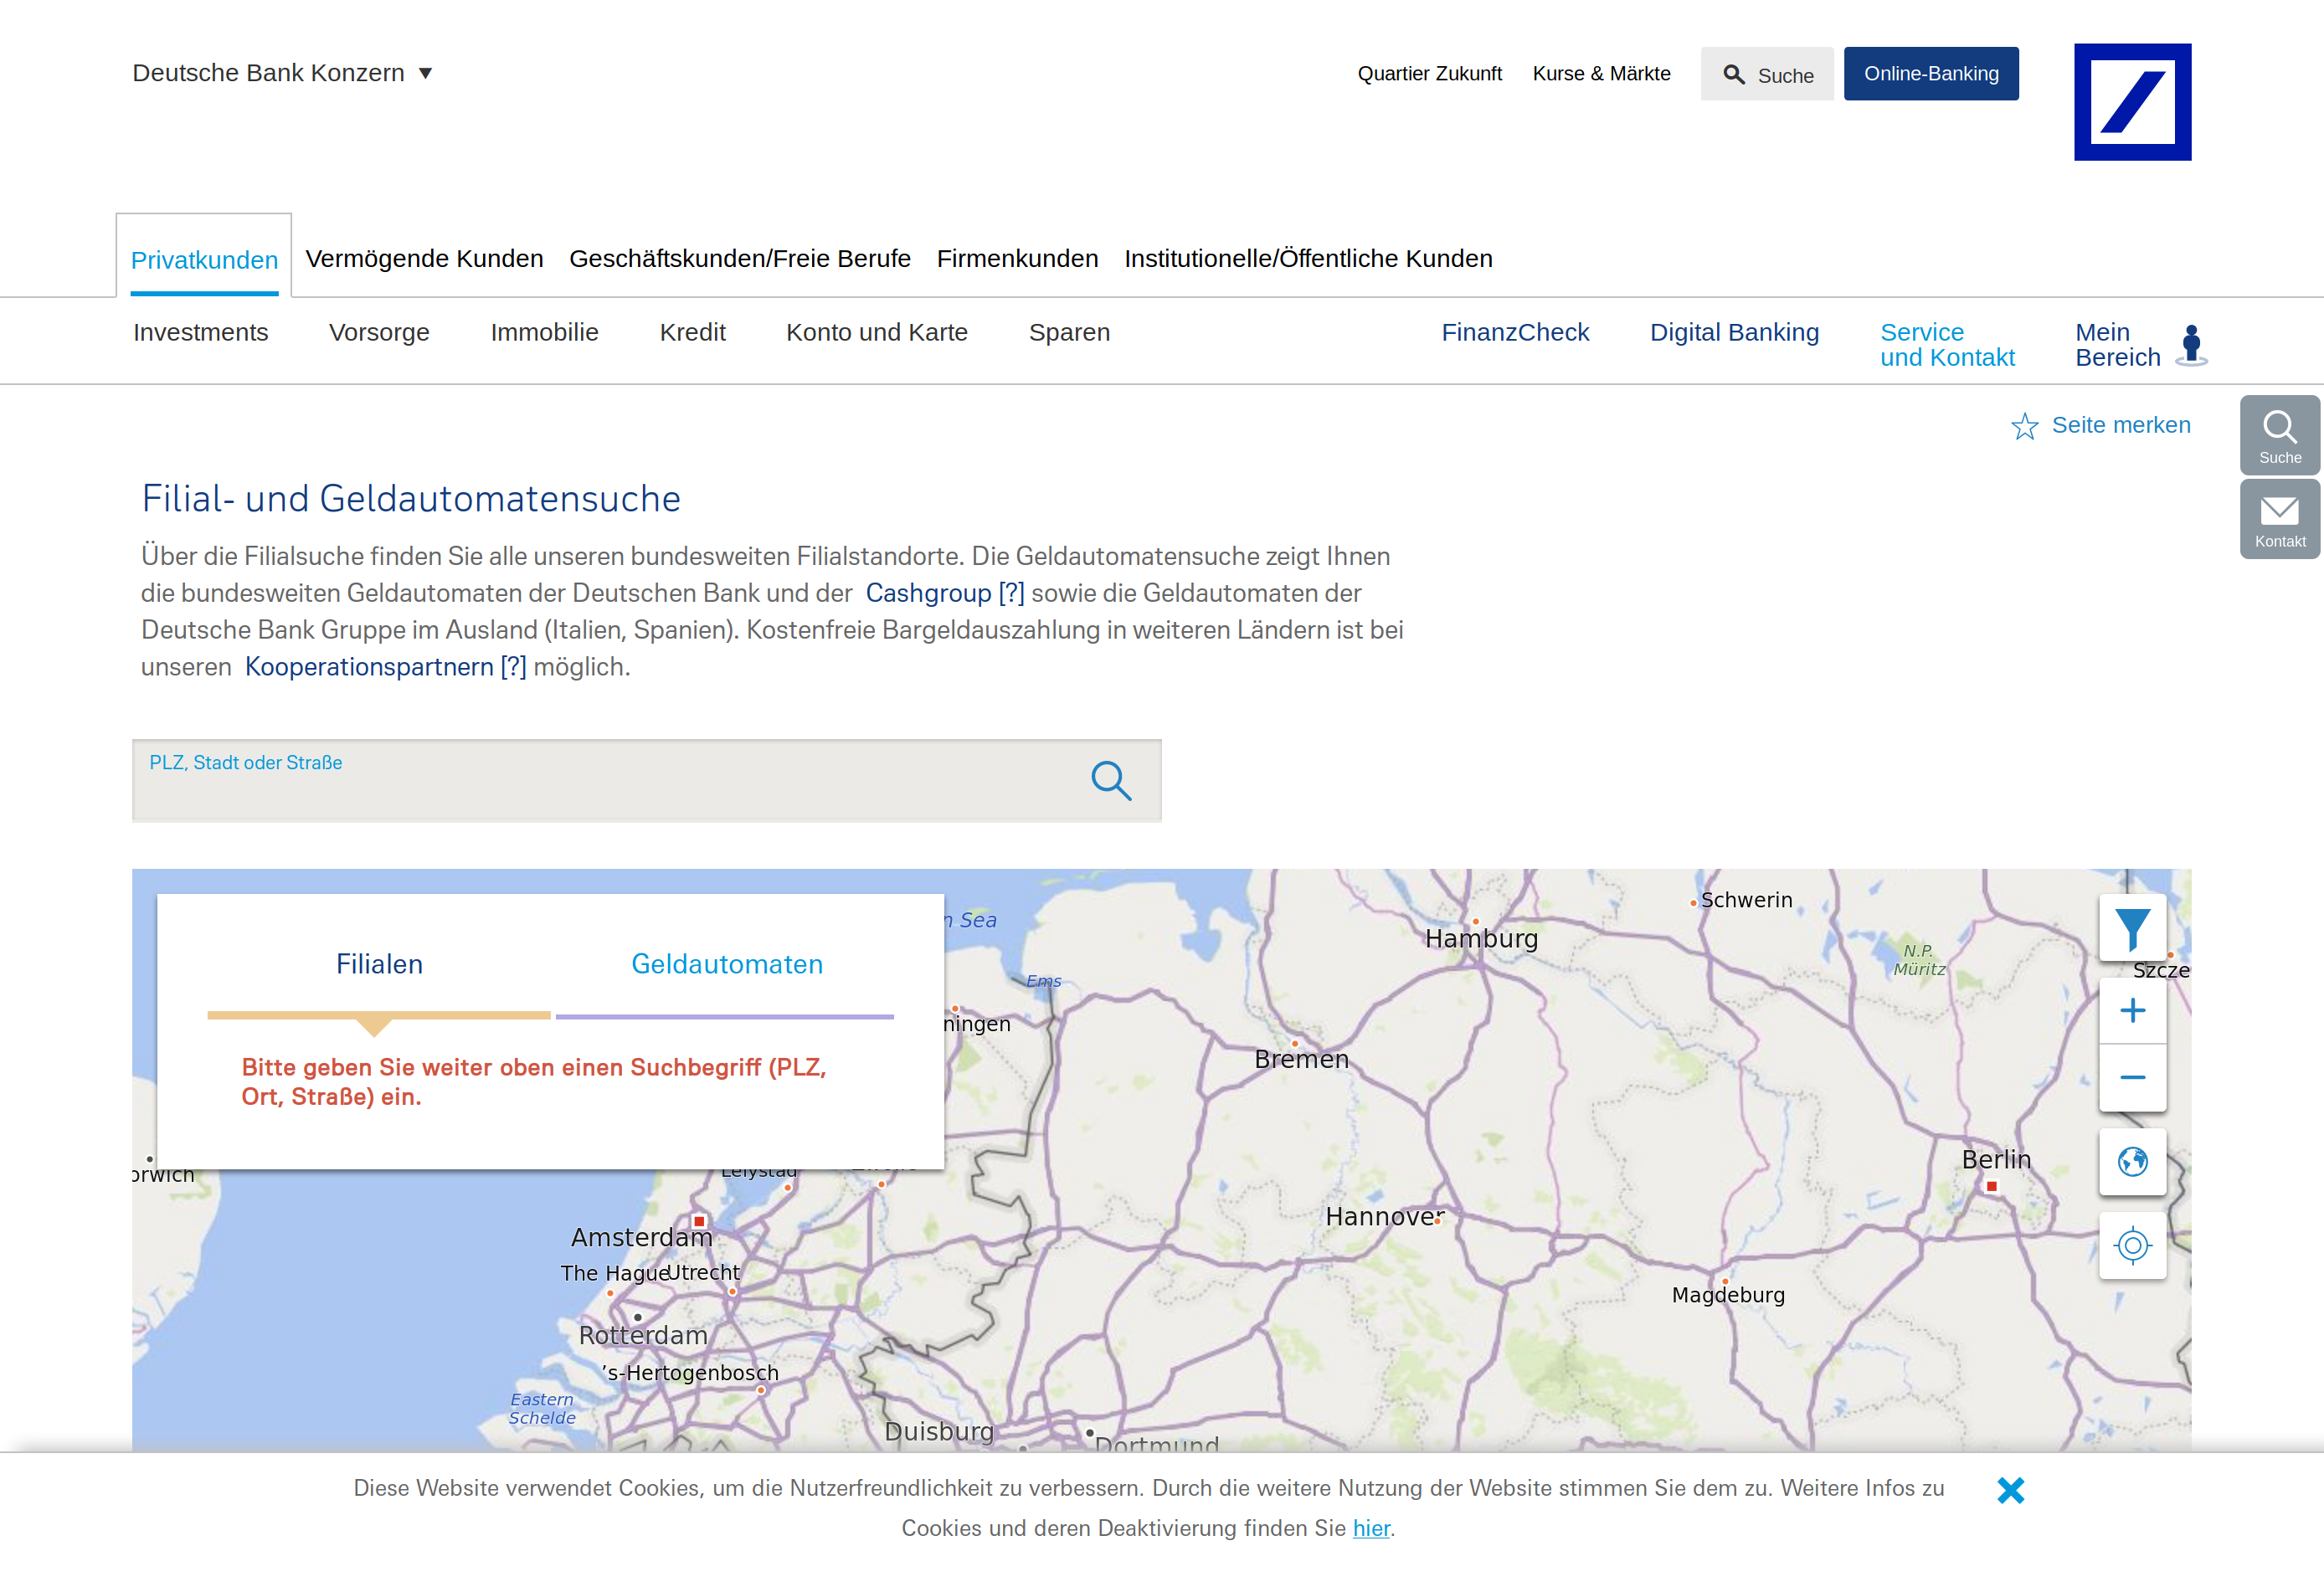 Deutsche Bank Konzern
Quartier Zukunft
Kurse & Märkte
Suche
Online-Banking
Privatkunden
Vermögende Kunden
Geschäftskunden/Freie Berufe
Firmenkunden
Institutionelle/Öffentliche Kunden
Investments
Vorsorge
Immobilie
Kredit
Konto und Karte
Sparen
FinanzCheck
Digital Banking
Service
und Kontakt
Mein
Bereich
Seite merken
Suche
Kontakt
Filial- und Geldautomatensuche
Über die Filialsuche finden Sie alle unseren bundesweiten Filialstandorte. Die Geldautomatensuche zeigt Ihnen
die bundesweiten Geldautomaten der Deutschen Bank und der Cashgroup [?] sowie die Geldautomaten der
Deutsche Bank Gruppe im Ausland (Italien, Spanien). Kostenfreie Bargeldauszahlung in weiteren Ländern ist bei
unseren Kooperationspartnern [?] möglich.
PLZ, Stadt oder Straße
Filialen
Geldautomaten
Bitte geben Sie weiter oben einen Suchbegriff (PLZ,
Ort, Straße) ein.
n Sea
Schwerin
Hamburg
N.P.
Müritz
Szcze
Ems
ningen
Bremen
Berlin
orwich
Lelystad
Hannover
Amsterdam
The Hague
Utrecht
Magdeburg
Rotterdam
’s-Hertogenbosch
Eastern
Schelde
Duisburg
Dortmund
Diese Website verwendet Cookies, um die Nutzerfreundlichkeit zu verbessern. Durch die weitere Nutzung der Website stimmen Sie dem zu. Weitere Infos zu
Cookies und deren Deaktivierung finden Sie hier.